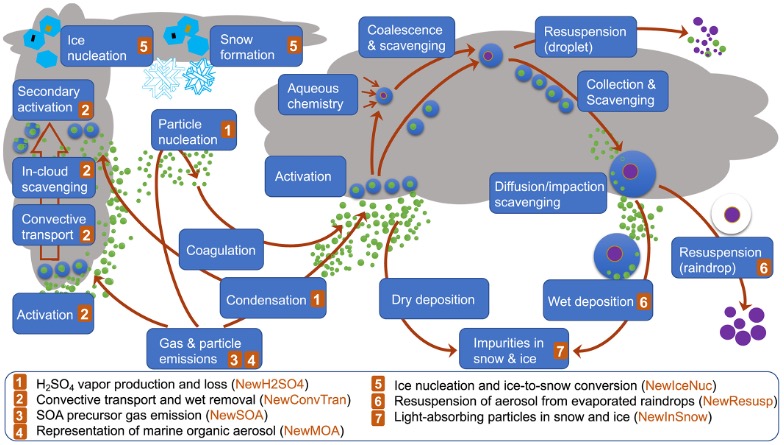 Ice
nucleation 5
Snow
formation 5
Coalescence
& scavenging
Resuspension
(droplet)
Secondary
activation 2
Particle
nucleation 1
Aqueous
chemistry
Collection &
Scavenging
In-cloud
scavenging 2
Activation
Diffusion/impaction
scavenging
Convective
transport 2
Coagulation
Resuspension
(raindrop) 6
Activation 2
Condensation 1
Dry deposition
Wet deposition 6
Gas & particle
emissions 3 4
Impurities in
snow & ice 7
1 H₂SO₄ vapor production and loss (NewH2SO4)
2 Convective transport and wet removal (NewConvTran)
3 SOA precursor gas emission (NewSOA)
4 Representation of marine organic aerosol (NewMOA)
5 Ice nucleation and ice-to-snow conversion (NewIceNuc)
6 Resuspension of aerosol from evaporated raindrops (NewResusp)
7 Light-absorbing particles in snow and ice (NewInSnow)